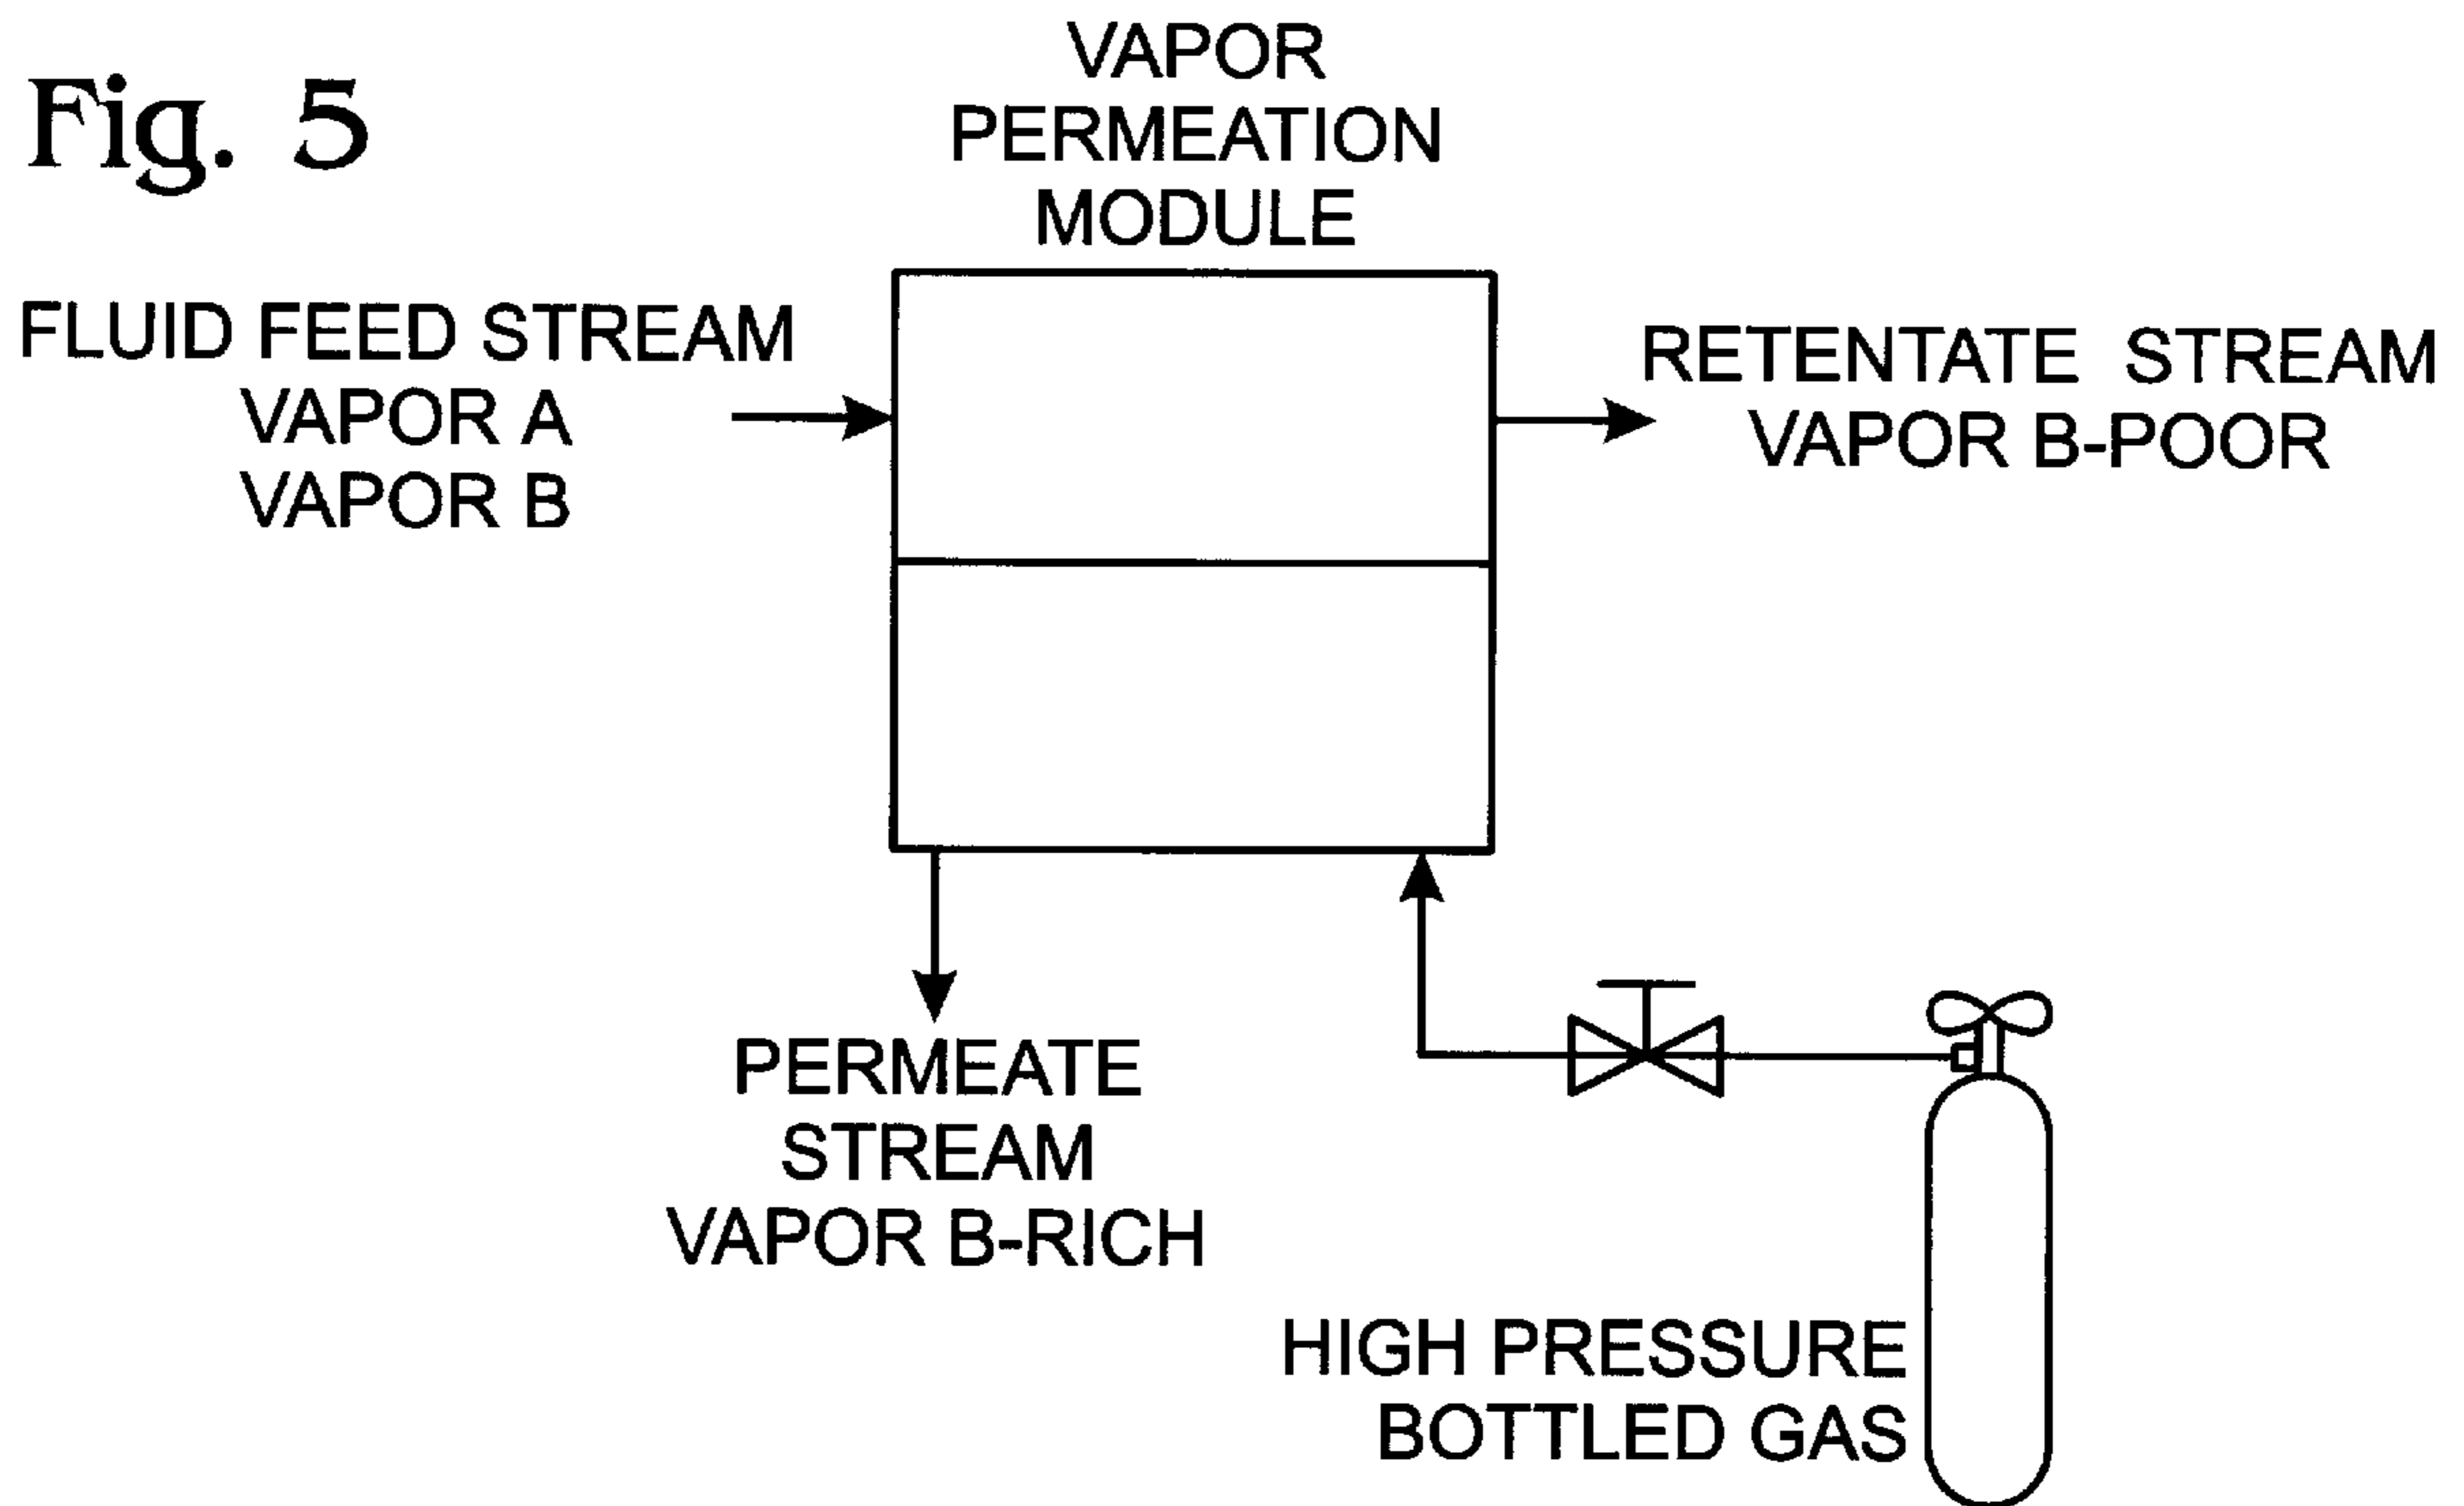 Fig. 5
VAPOR
PERMEATION
MODULE
FLUID FEED STREAM
VAPOR A
VAPOR B
RETENTATE STREAM
VAPOR B-POOR
PERMEATE
STREAM
VAPOR B-RICH
HIGH PRESSURE
BOTTLED GAS